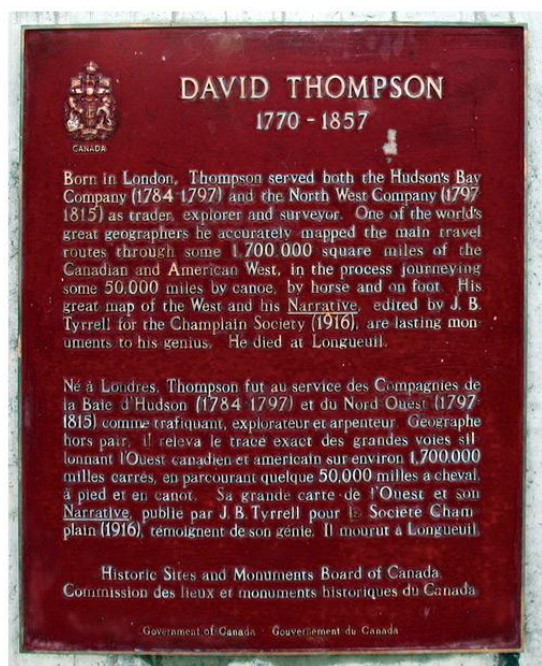 CANADA
DAVID THOMPSON
1770 - 1857
Born in London, Thompson served both the Hudson's Bay
Company (1784-1797) and the North West Company (1797
1815) as trader, explorer and surveyor. One of the world's
great geographers he accurately mapped the main travel
routes through some 1,700,000 square miles of the
Canadian and American West, in the process journeying
some 50,000 miles by canoe, by horse and on foot. His
great map of the West and his Narrative, edited by J. B.
Tyrrell for the Champlain Society (1916), are lasting mon-
uments to his genius. He died at Longueuil.
Né à Londres, Thompson fut au service des Compagnies de
la Baie d'Hudson (1784-1797) et du Nord-Ouest (1797
1815) comme trafiquant, explorateur et arpenteur. Géographe
hors pair, il releva le tracé exact des grandes voies sil-
lonnant l'Ouest canadien et américain sur environ 1,700,000
milles carrés, en parcourant quelque 50,000 milles à cheval,
à pied et en canot. Sa grande carte de l'Ouest et son
Narrative, publié par J. B. Tyrrell pour la Société Cham-
plain (1916), témoignent de son génie. Il mourut à Longueuil.
Historic Sites and Monuments Board of Canada.
Commission des lieux et monuments historiques du Canada.
Government of Canada - Gouvernement du Canada